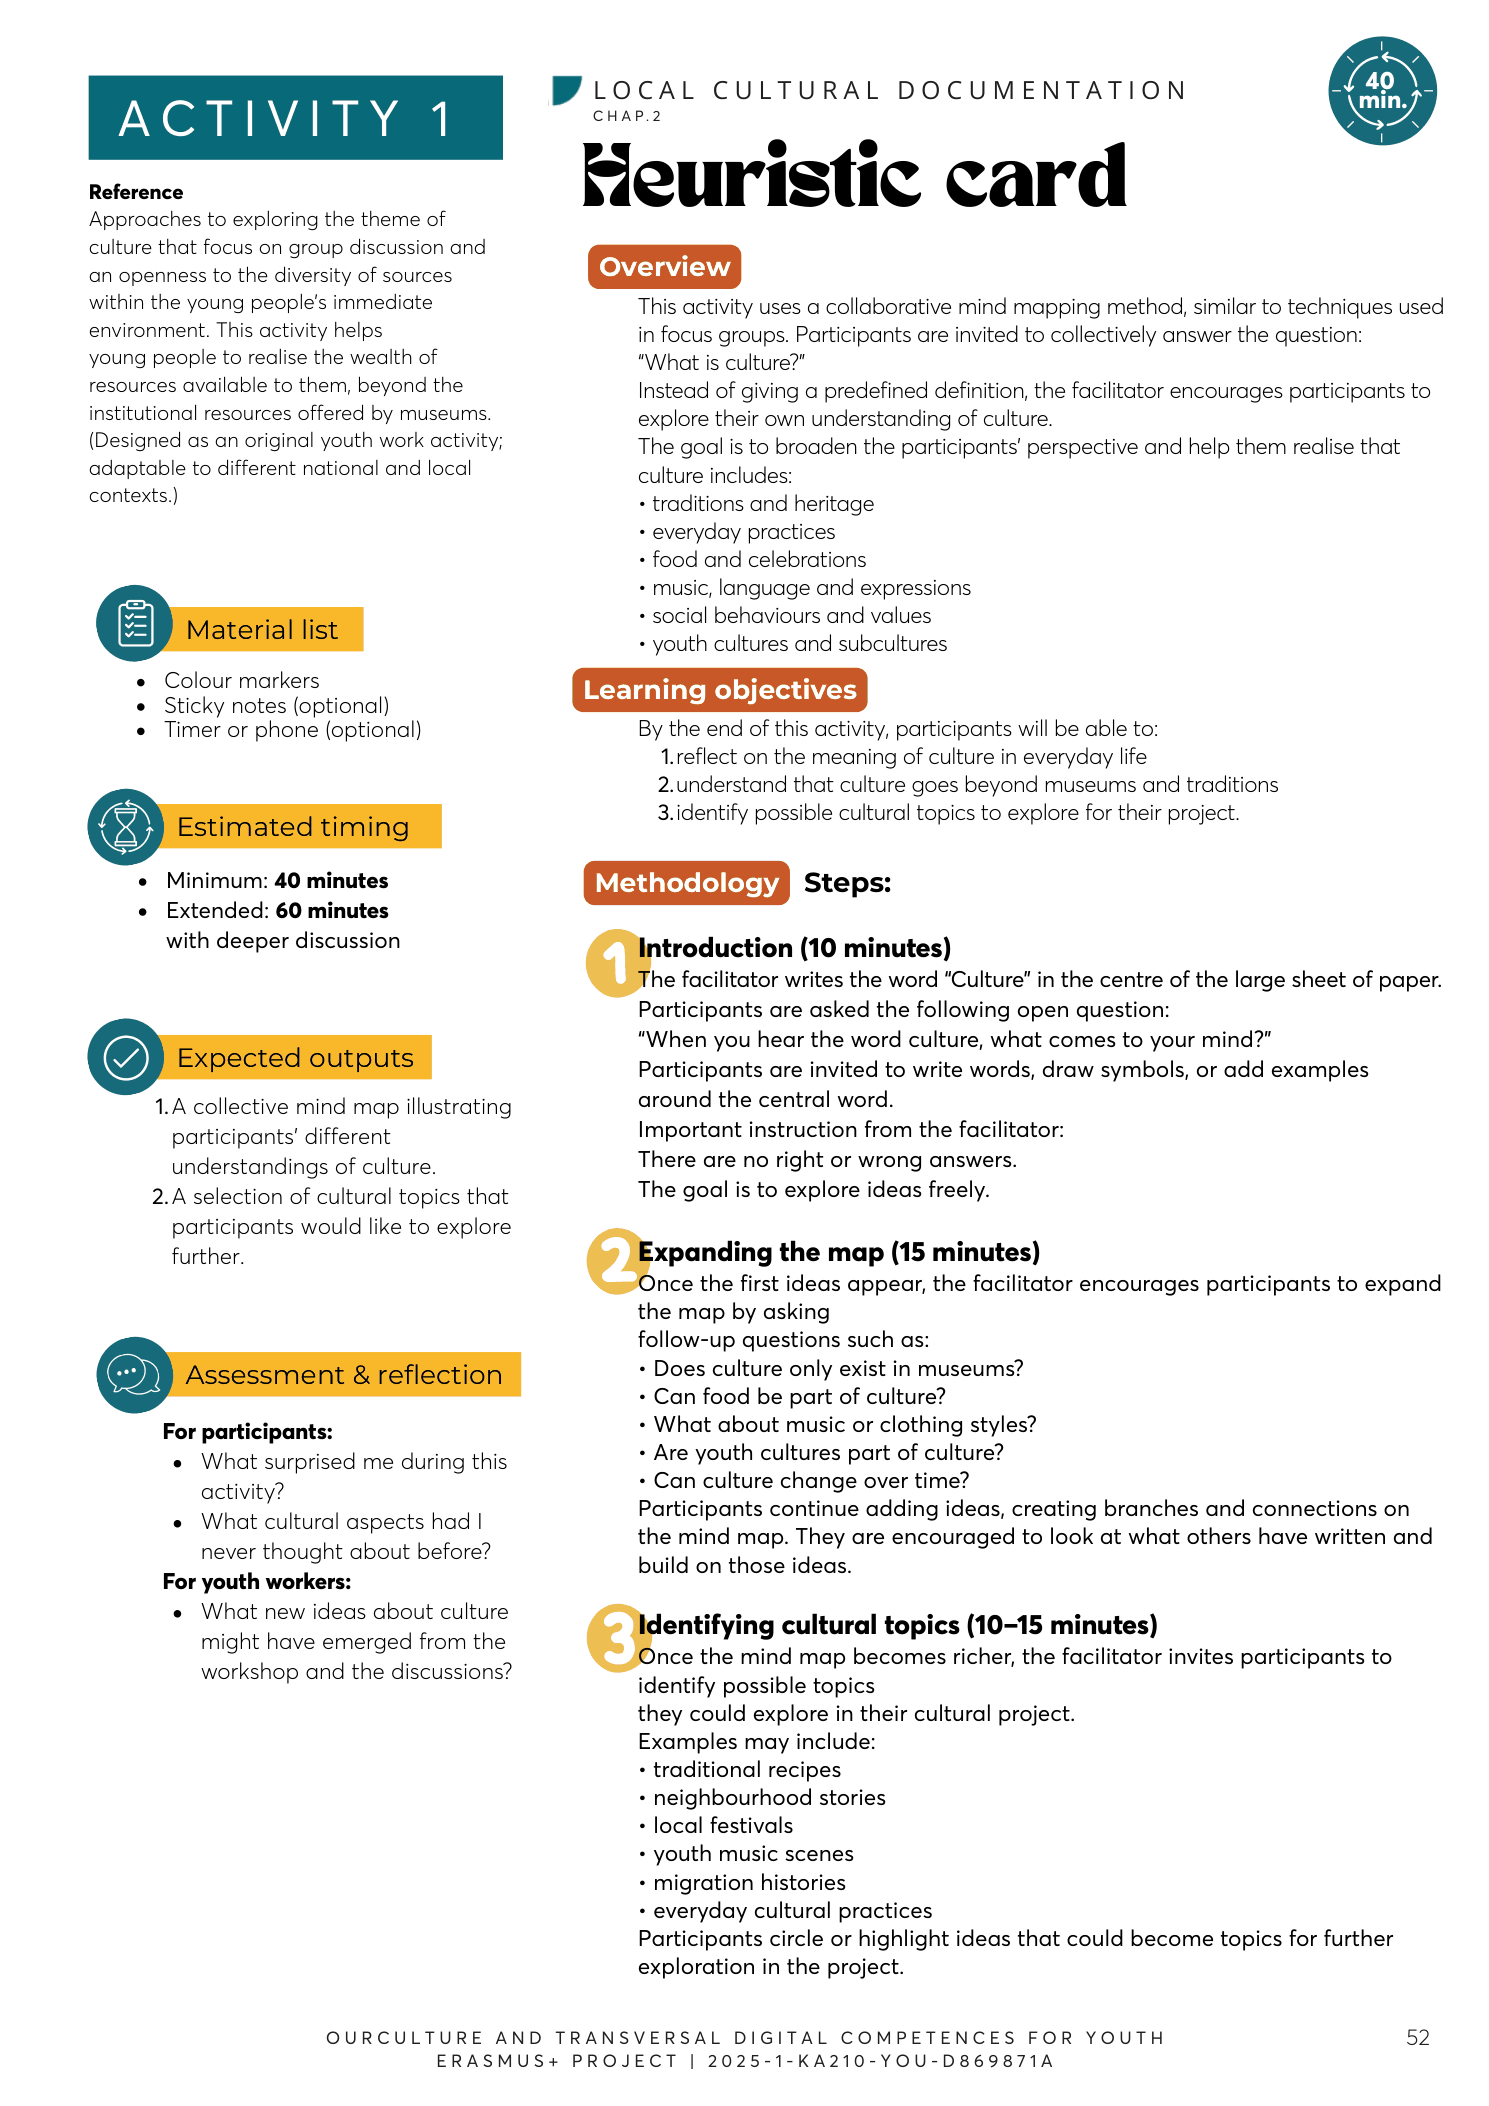 ACTIVITY 1
Reference
Approaches to exploring the theme of
culture that focus on group discussion and
an openness to the diversity of sources
within the young people's immediate
environment. This activity helps
young people to realise the wealth of
resources available to them, beyond the
institutional resources offered by museums.
(Designed as an original youth work activity;
adaptable to different national and local
contexts.)
Material list
• Colour markers
• Sticky notes (optional)
• Timer or phone (optional)
Estimated timing
• Minimum: 40 minutes
• Extended: 60 minutes
with deeper discussion
Expected outputs
1. A collective mind map illustrating
participants' different
understandings of culture.
2. A selection of cultural topics that
participants would like to explore
further.
Assessment & reflection
For participants:
• What surprised me during this
activity?
• What cultural aspects had I
never thought about before?
For youth workers:
• What new ideas about culture
might have emerged from the
workshop and the discussions?
LOCAL CULTURAL DOCUMENTATION
CHAP.2
40
min.
Heuristic card
Overview
This activity uses a collaborative mind mapping method, similar to techniques used
in focus groups. Participants are invited to collectively answer the question:
“What is culture?”
Instead of giving a predefined definition, the facilitator encourages participants to
explore their own understanding of culture.
The goal is to broaden the participants' perspective and help them realise that
culture includes:
• traditions and heritage
• everyday practices
• food and celebrations
• music, language and expressions
• social behaviours and values
• youth cultures and subcultures
Learning objectives
By the end of this activity, participants will be able to:
1. reflect on the meaning of culture in everyday life
2. understand that culture goes beyond museums and traditions
3. identify possible cultural topics to explore for their project.
Methodology Steps:
1 Introduction (10 minutes)
The facilitator writes the word “Culture” in the centre of the large sheet of paper.
Participants are asked the following open question:
“When you hear the word culture, what comes to your mind?”
Participants are invited to write words, draw symbols, or add examples
around the central word.
Important instruction from the facilitator:
There are no right or wrong answers.
The goal is to explore ideas freely.
2 Expanding the map (15 minutes)
Once the first ideas appear, the facilitator encourages participants to expand
the map by asking
follow-up questions such as:
• Does culture only exist in museums?
• Can food be part of culture?
• What about music or clothing styles?
• Are youth cultures part of culture?
• Can culture change over time?
Participants continue adding ideas, creating branches and connections on
the mind map. They are encouraged to look at what others have written and
build on those ideas.
3 Identifying cultural topics (10–15 minutes)
Once the mind map becomes richer, the facilitator invites participants to
identify possible topics
they could explore in their cultural project.
Examples may include:
• traditional recipes
• neighbourhood stories
• local festivals
• youth music scenes
• migration histories
• everyday cultural practices
Participants circle or highlight ideas that could become topics for further
exploration in the project.
OURCULTURE AND TRANSVERSAL DIGITAL COMPETENCES FOR YOUTH
ERASMUS+ PROJECT | 2025-1-KA210-YOU-D869871A
52